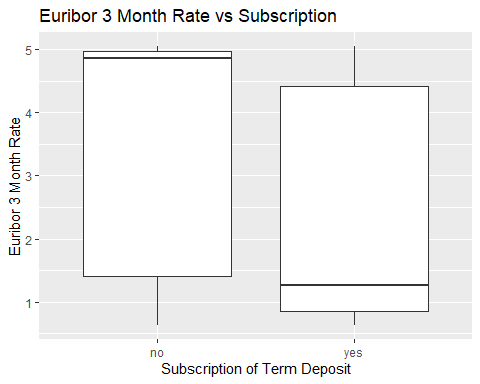 Euribor 3 Month Rate vs Subscription
5
4
3
2
1
Euribor 3 Month Rate
no yes
Subscription of Term Deposit